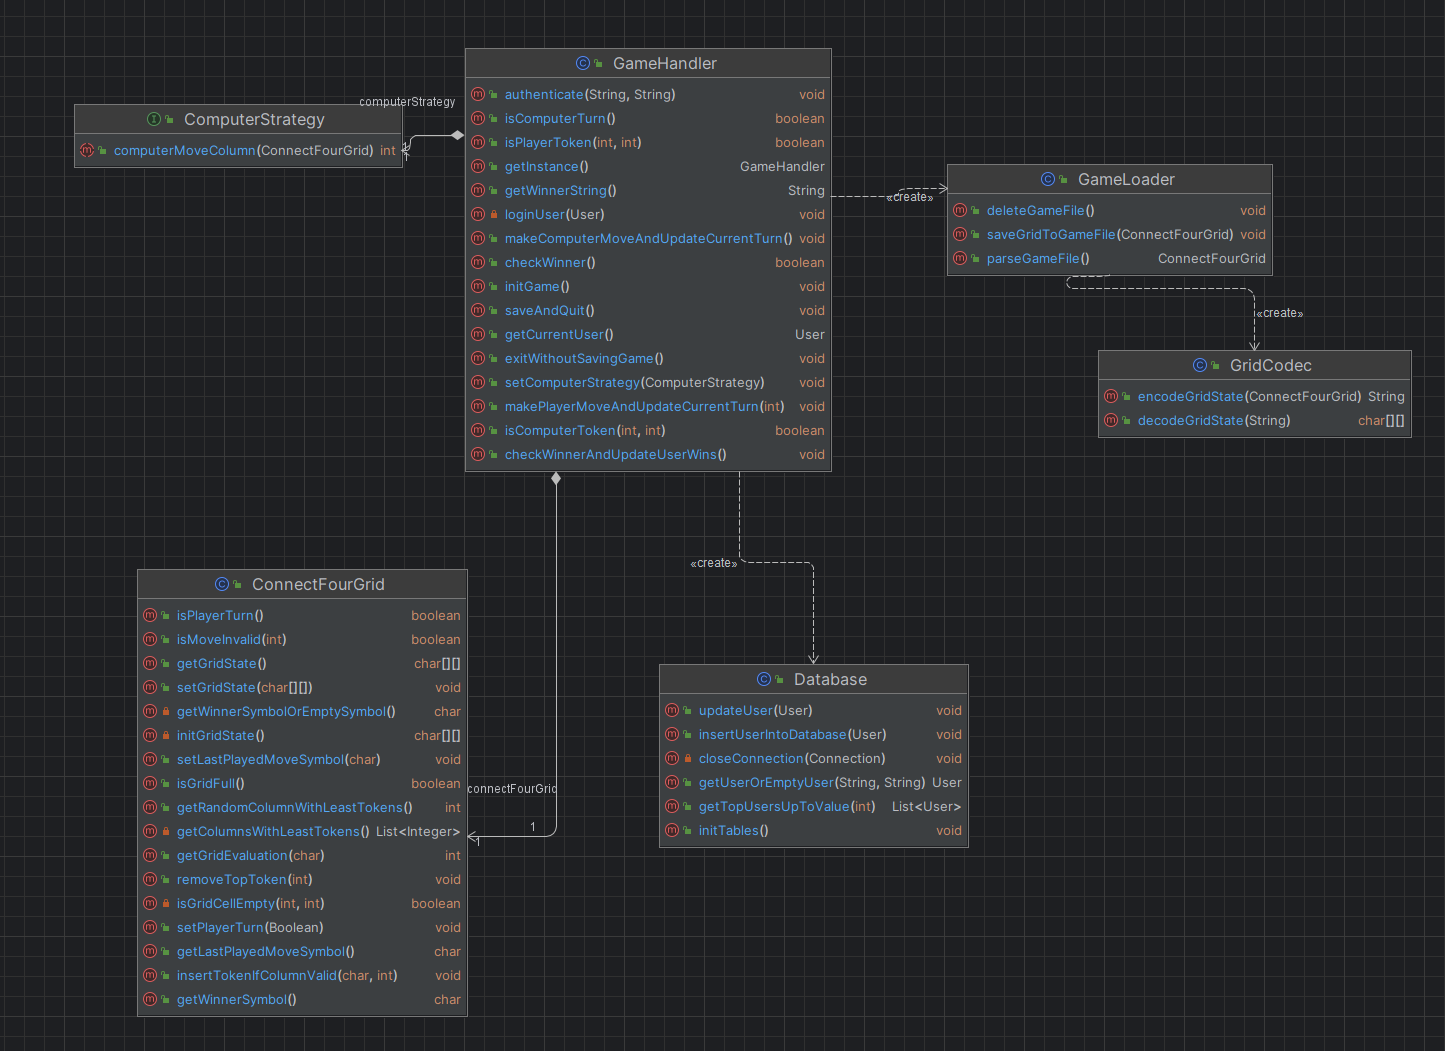 GameHandler
authenticate(String, String) void
isComputerTurn() boolean
isPlayerToken(int, int) boolean
getInstance() GameHandler
getWinnerString() String
loginUser(User) void
makeComputerMoveAndUpdateCurrentTurn() void
checkWinner() boolean
initGame() void
saveAndQuit() void
getCurrentUser() User
exitWithoutSavingGame() void
setComputerStrategy(ComputerStrategy) void
makePlayerMoveAndUpdateCurrentTurn(int) void
isComputerToken(int, int) boolean
checkWinnerAndUpdateUserWins() void
computerStrategy
1
ComputerStrategy
computerMoveColumn(ConnectFourGrid) int
«create»
GameLoader
deleteGameFile() void
saveGridToGameFile(ConnectFourGrid) void
parseGameFile() ConnectFourGrid
«create»
GridCodec
encodeGridState(ConnectFourGrid) String
decodeGridState(String) char[][]
«create»
ConnectFourGrid
isPlayerTurn() boolean
isMoveInvalid(int) boolean
getGridState() char[][]
setGridState(char[][]) void
getWinnerSymbolOrEmptySymbol() char
initGridState() char[][]
setLastPlayedMoveSymbol(char) void
isGridFull() boolean
getRandomColumnWithLeastTokens() int
getColumnsWithLeastTokens() List<Integer>
getGridEvaluation(char) int
removeTopToken(int) void
isGridCellEmpty(int, int) boolean
setPlayerTurn(Boolean) void
getLastPlayedMoveSymbol() char
insertTokenIfColumnValid(char, int) void
getWinnerSymbol() char
connectFourGrid
1
1
Database
updateUser(User) void
insertUserIntoDatabase(User) void
closeConnection(Connection) void
getUserOrEmptyUser(String, String) User
getTopUsersUpToValue(int) List<User>
initTables() void